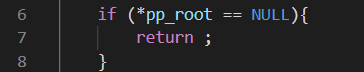 6 if (*pp_root == NULL){
7 return ;
8 }